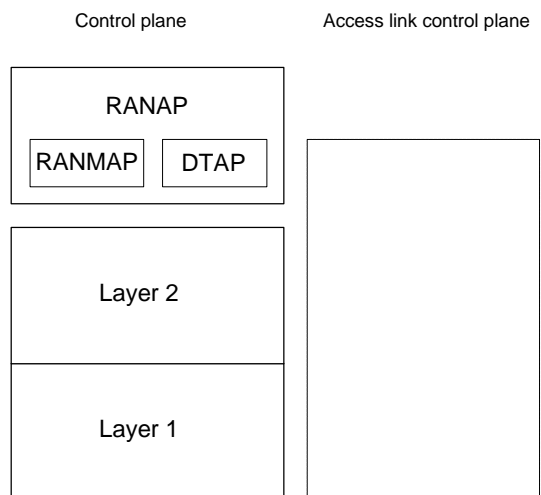 Control plane
Access link control plane
RANAP
RANMAP
DTAP
Layer 2
Layer 1